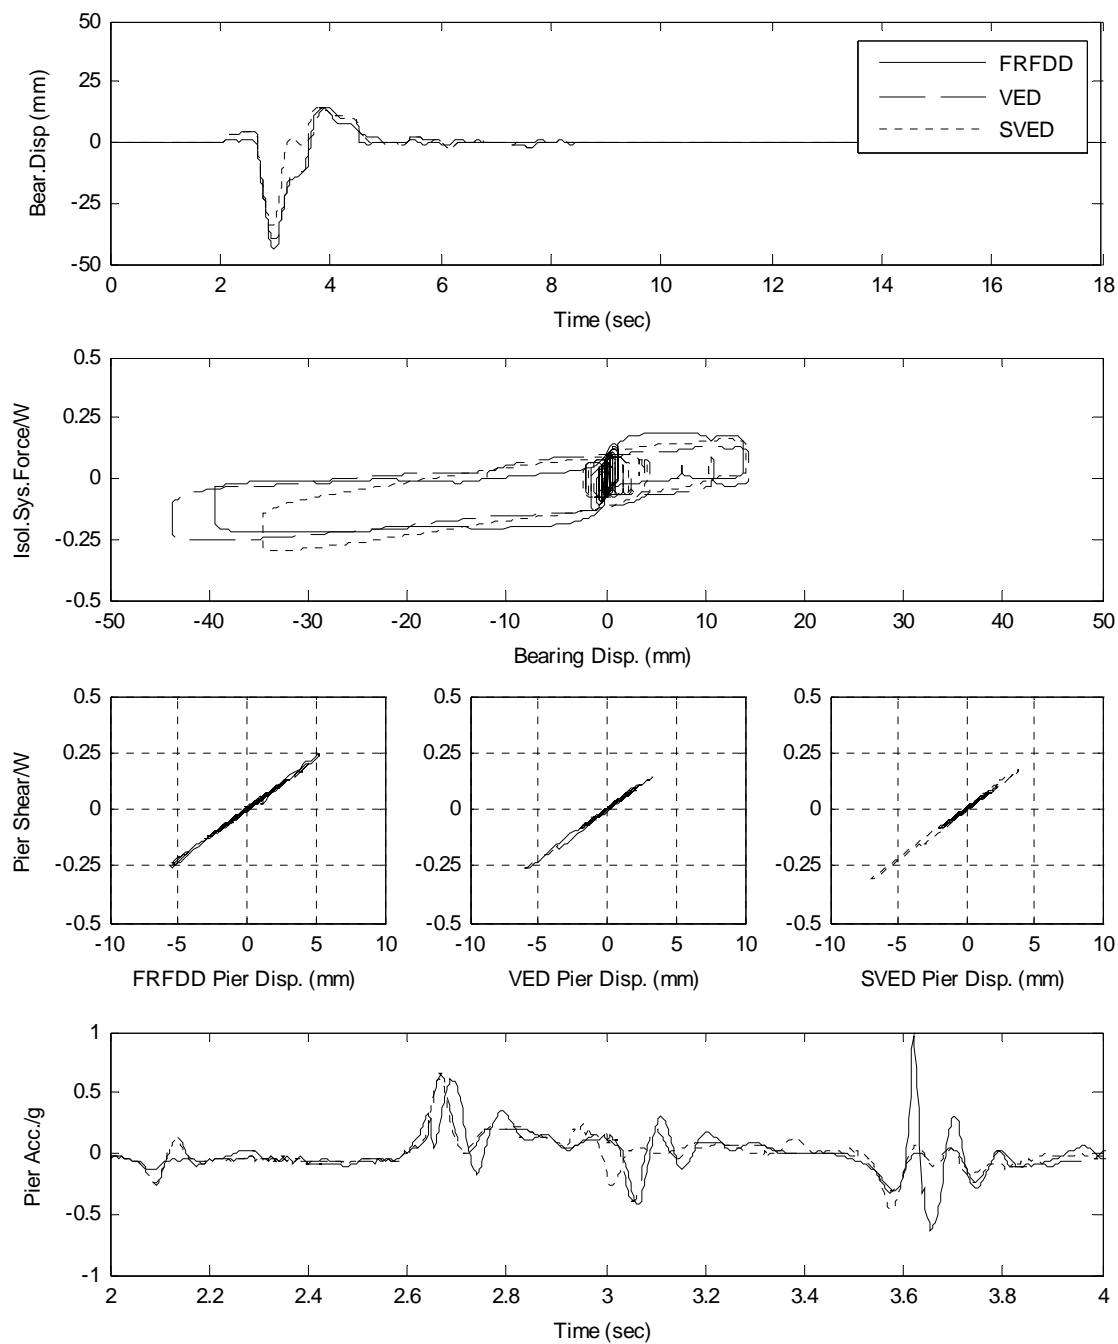 50
25
0
-25
-50
Bear.Disp (mm)
FRFDD
VED
SVED
0 2 4 6 8 10 12 14 16 18
Time (sec)
0.5
0.25
0
-0.25
-0.5
Isol.Sys.Force/W
-50 -40 -30 -20 -10 0 10 20 30 40 50
Bearing Disp. (mm)
0.5
0.25
0
-0.25
-0.5
Pier Shear/W
-10 -5 0 5 10
FRFDD Pier Disp. (mm)
0.5
0.25
0
-0.25
-0.5
-10 -5 0 5 10
VED Pier Disp. (mm)
0.5
0.25
0
-0.25
-0.5
-10 -5 0 5 10
SVED Pier Disp. (mm)
1
0.5
0
-0.5
-1
Pier Acc./g
2 2.2 2.4 2.6 2.8 3 3.2 3.4 3.6 3.8 4
Time (sec)